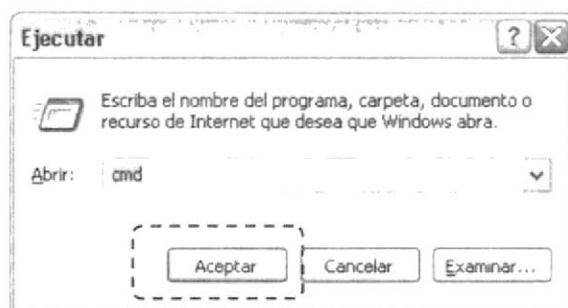 Ejecutar
Escriba el nombre del programa, carpeta, documento o
recurso de Internet que desea que Windows abra.
Abrir: cmd
Aceptar Cancelar Examinar...